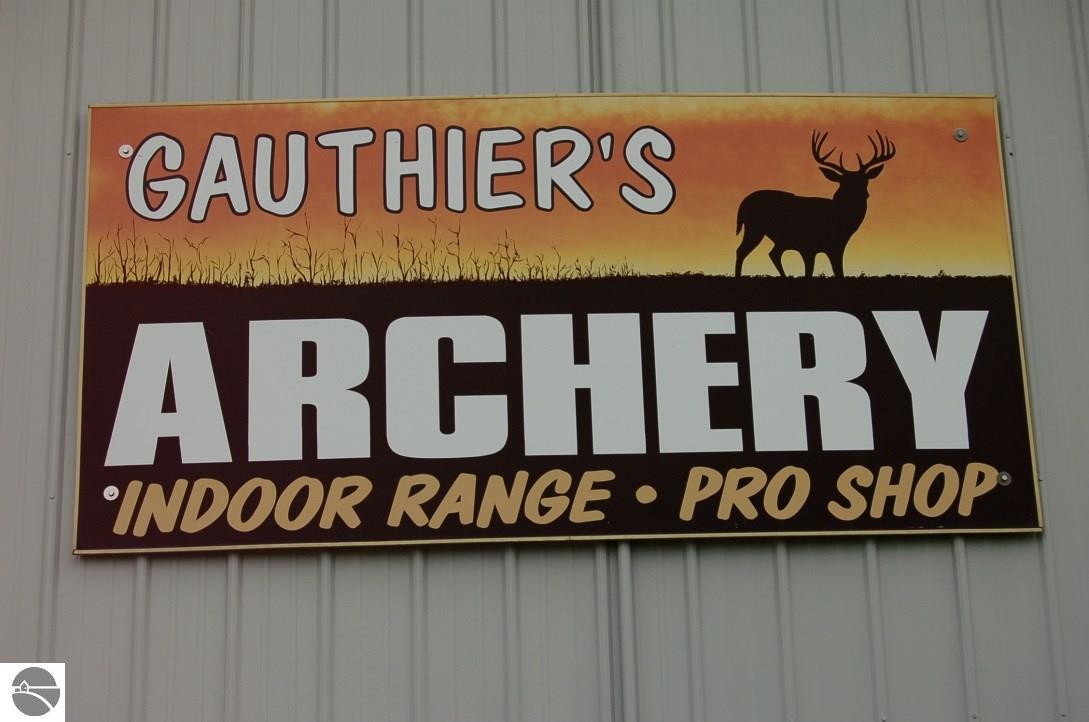 GAUTHIER'S
ARCHERY
INDOOR RANGE • PRO SHOP